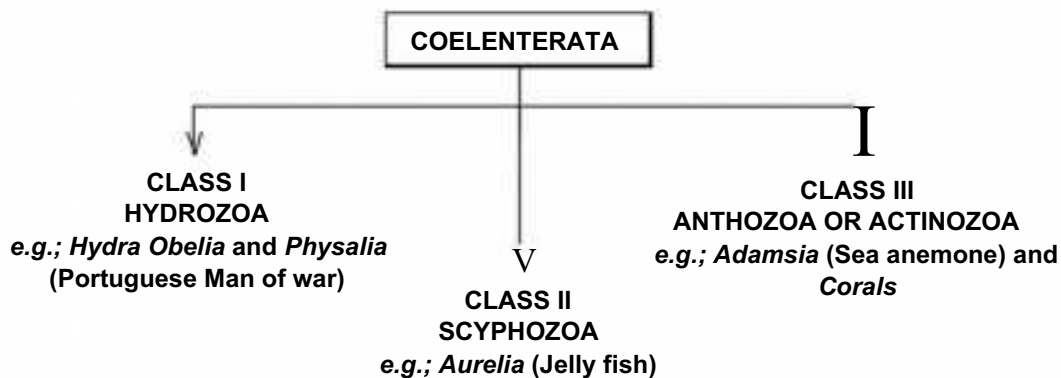 COELENTERATA
CLASS I
HYDROZOA
e.g.; Hydra Obelia and Physalia
(Portuguese Man of war)
CLASS II
SCYPHOZOA
e.g.; Aurelia (Jelly fish)
CLASS III
ANTHOZOA OR ACTINOZOA
e.g.; Adamsia (Sea anemone) and
Corals